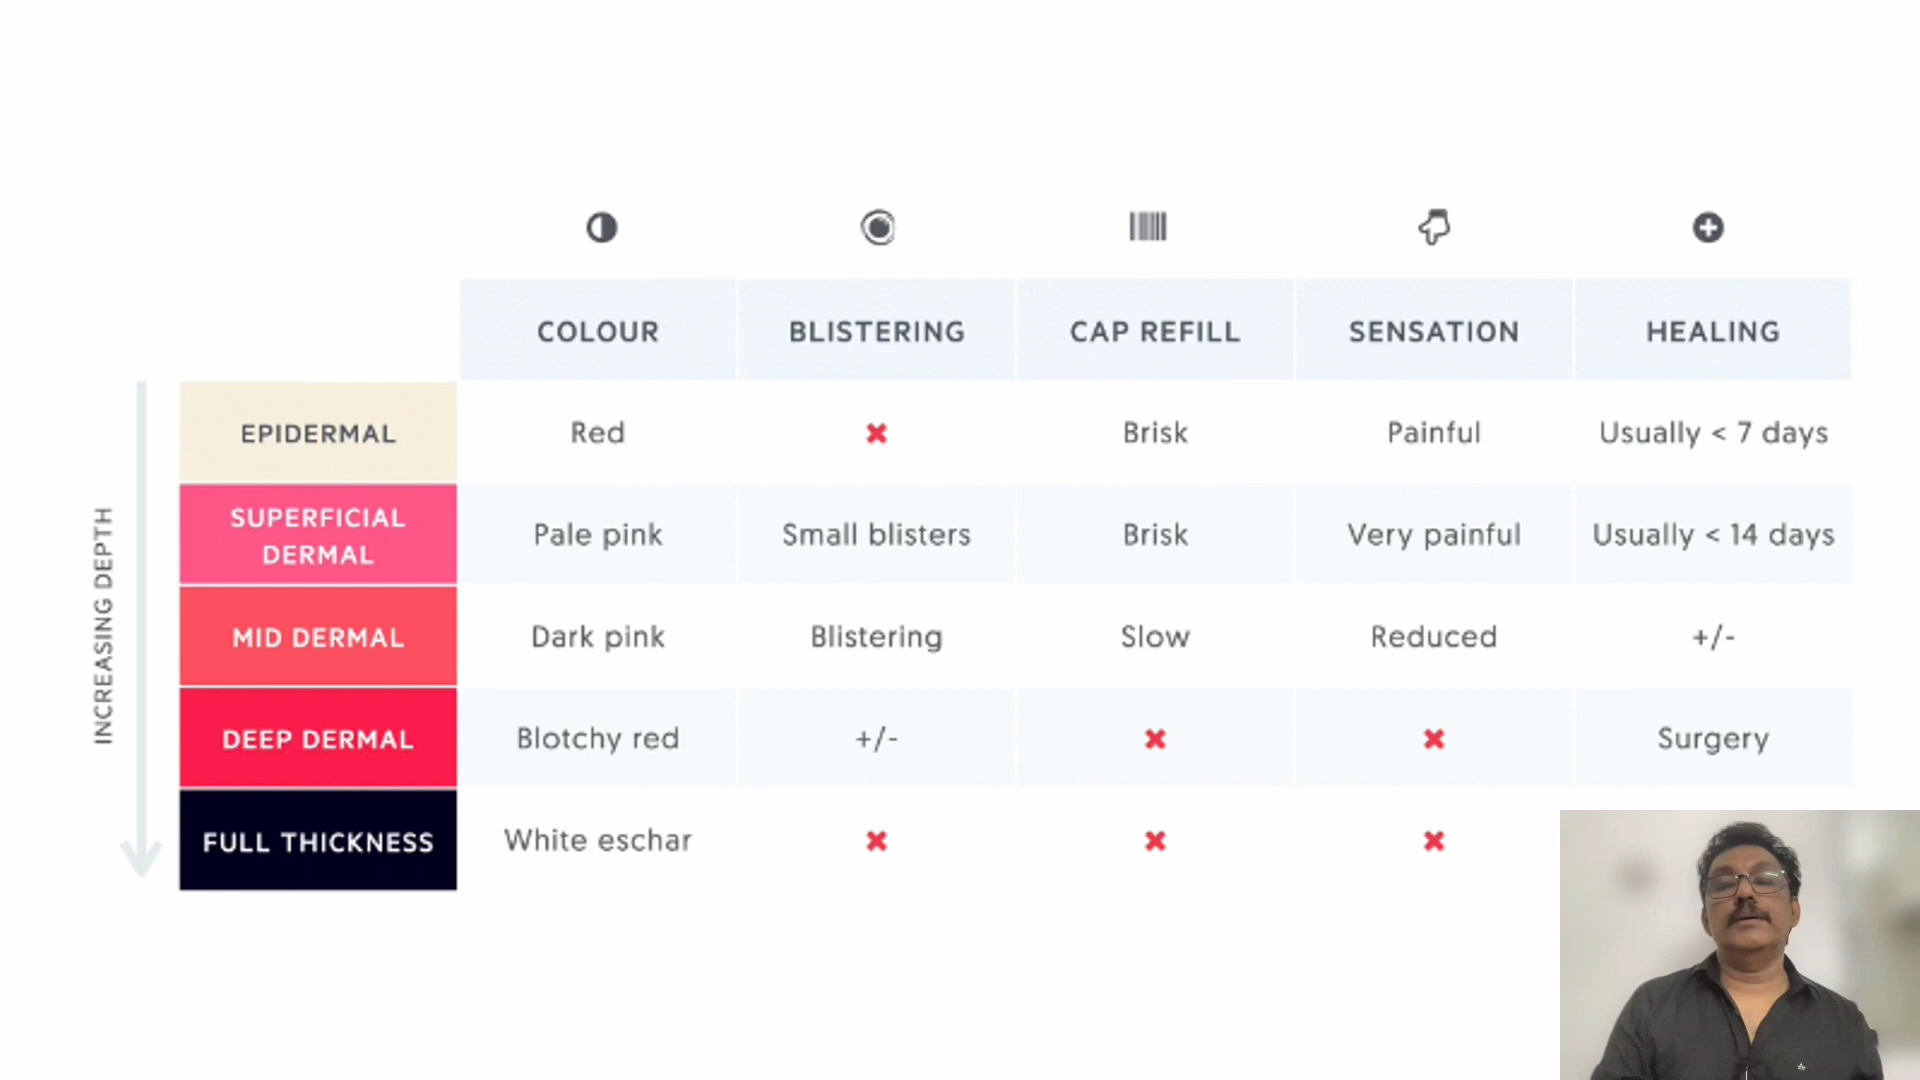 COLOUR BLISTERING CAP REFILL SENSATION HEALING
EPIDERMAL Red Brisk Painful Usually < 7 days
SUPERFICIAL
DERMAL
Pale pink Small blisters Brisk Very painful Usually < 14 days
MID DERMAL Dark pink Blistering Slow Reduced +/-
DEEP DERMAL Blotchy red +/- Surgery
FULL THICKNESS White eschar
INCREASING DEPTH